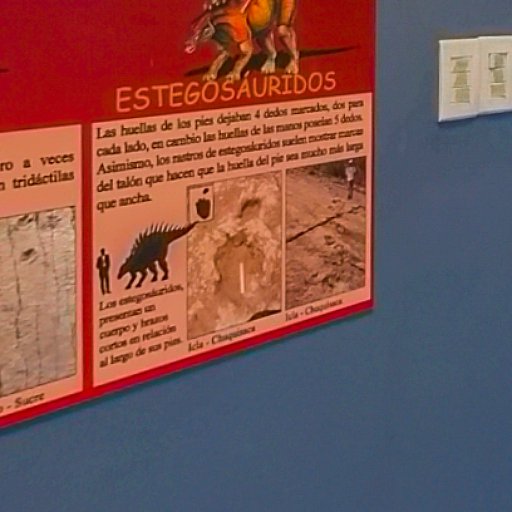 ESTEGOSÁURIDOS
Las huellas de los pies dejaban 4 dedos marcados, dos para
cada lado, en cambio las huellas de las manos poseían 5 dedos.
Asimismo, los rastros de estegosáuridos suelen mostrar marcas
del talón que hacen que la huella del pie sea mucho más larga
que ancha.
ro a veces
n tridáctilas
Los estegosáuridos,
presentan un
cuerpo y brazos
cortos en relación
al largo de sus pies.
Icla - Chuquisaca
Icla - Chuquisaca
- Sucre